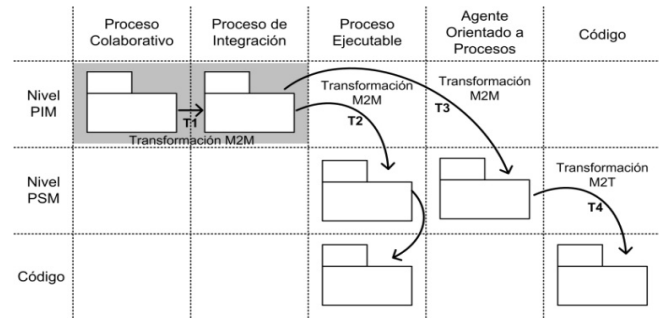 Proceso
Colaborativo
Proceso de
Integración
Proceso
Ejecutable
Agente
Orientado a
Procesos
Código
Nivel
PIM
T1
Transformación M2M
Transformación
M2M
T2
Transformación
M2M
T3
Nivel
PSM
Transformación
M2T
T4
Código